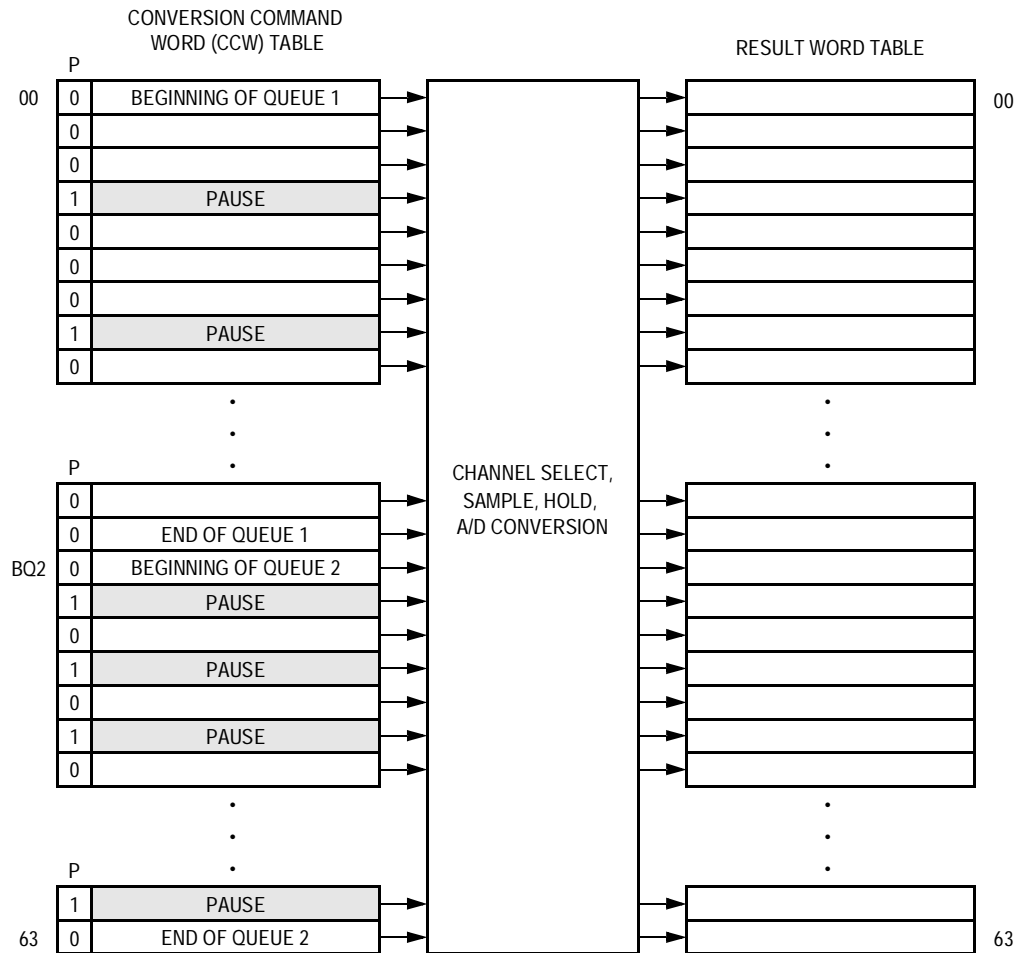 CONVERSION COMMAND
WORD (CCW) TABLE
RESULT WORD TABLE
P
00 0 BEGINNING OF QUEUE 1 00
0
0
1 PAUSE
0
0
0
1 PAUSE
0
P
0
0 END OF QUEUE 1
BQ2 0 BEGINNING OF QUEUE 2
1 PAUSE
0
1 PAUSE
0
1 PAUSE
0
CHANNEL SELECT,
SAMPLE, HOLD,
A/D CONVERSION
P
1 PAUSE
63 0 END OF QUEUE 2 63